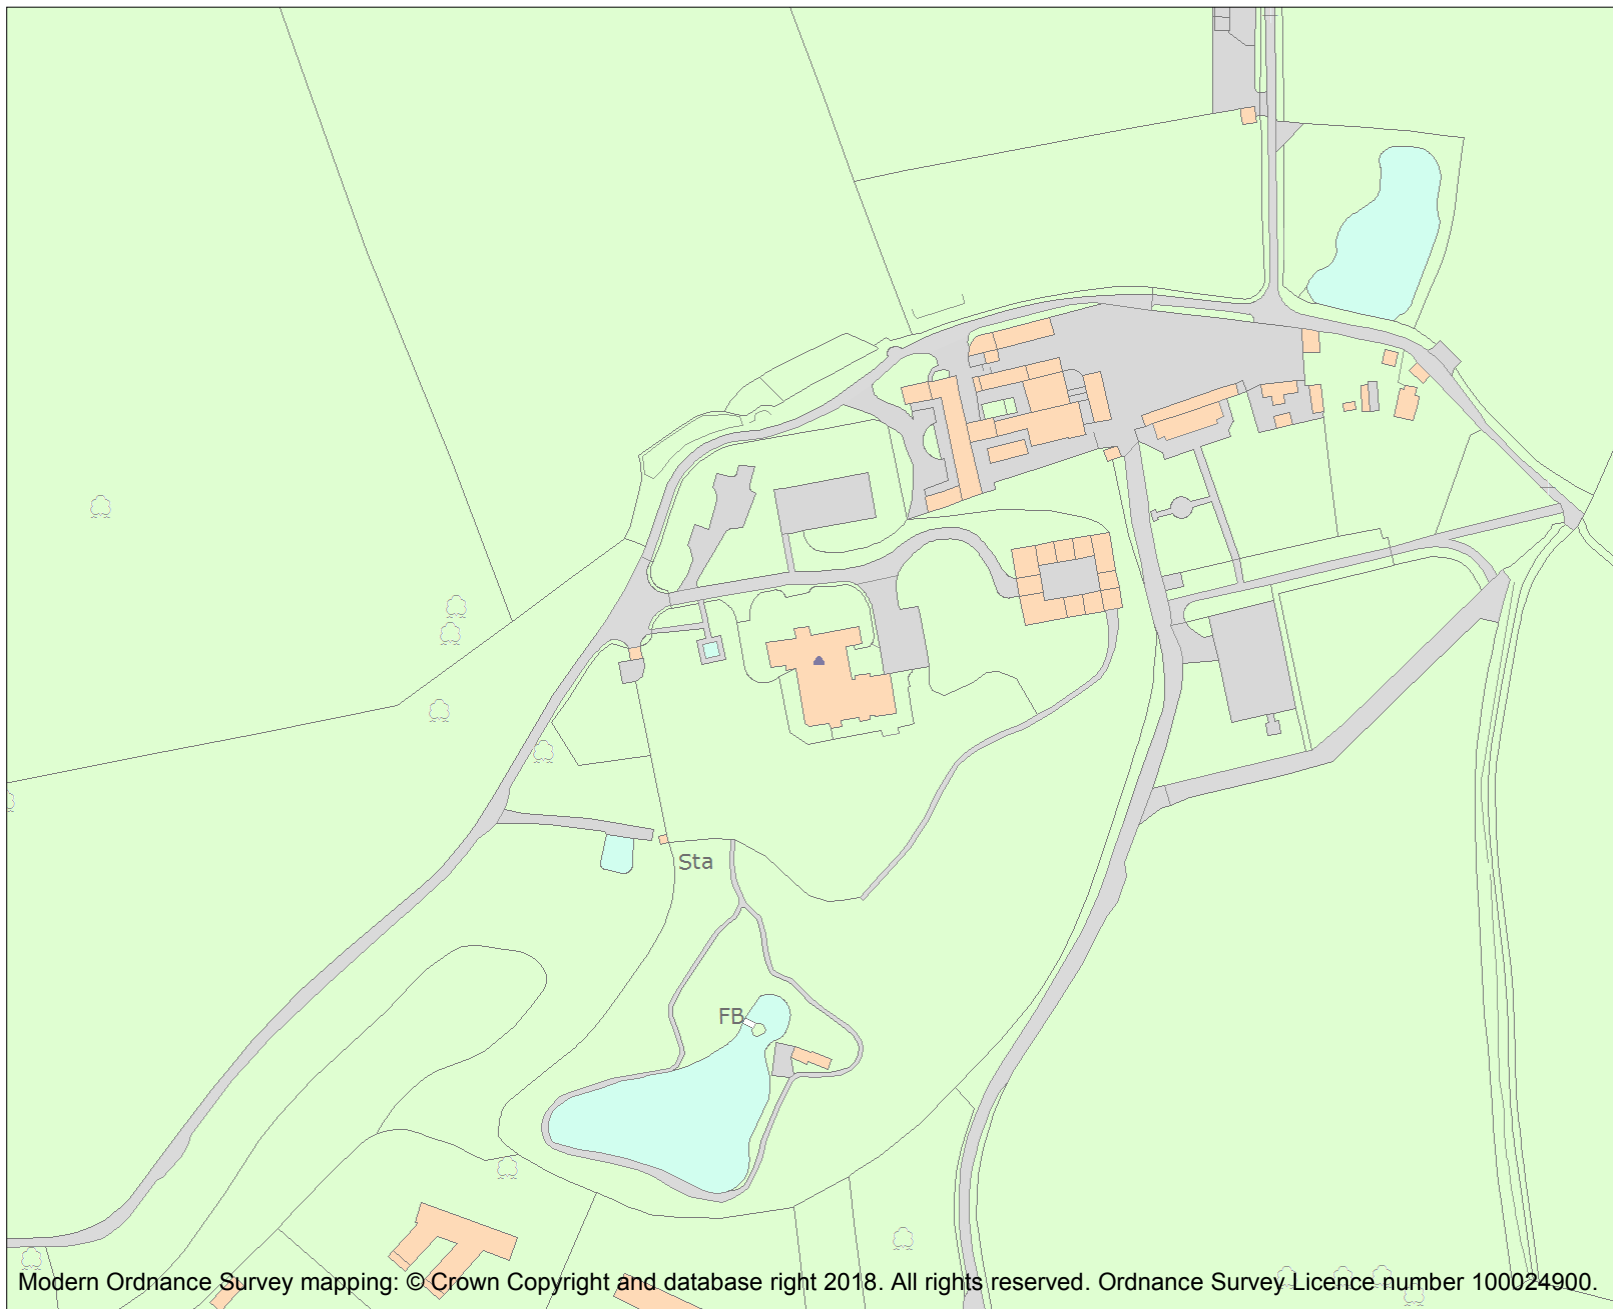 Sta
FB
Modern Ordnance Survey mapping: © Crown Copyright and database right 2018. All rights reserved. Ordnance Survey Licence number 100024900.